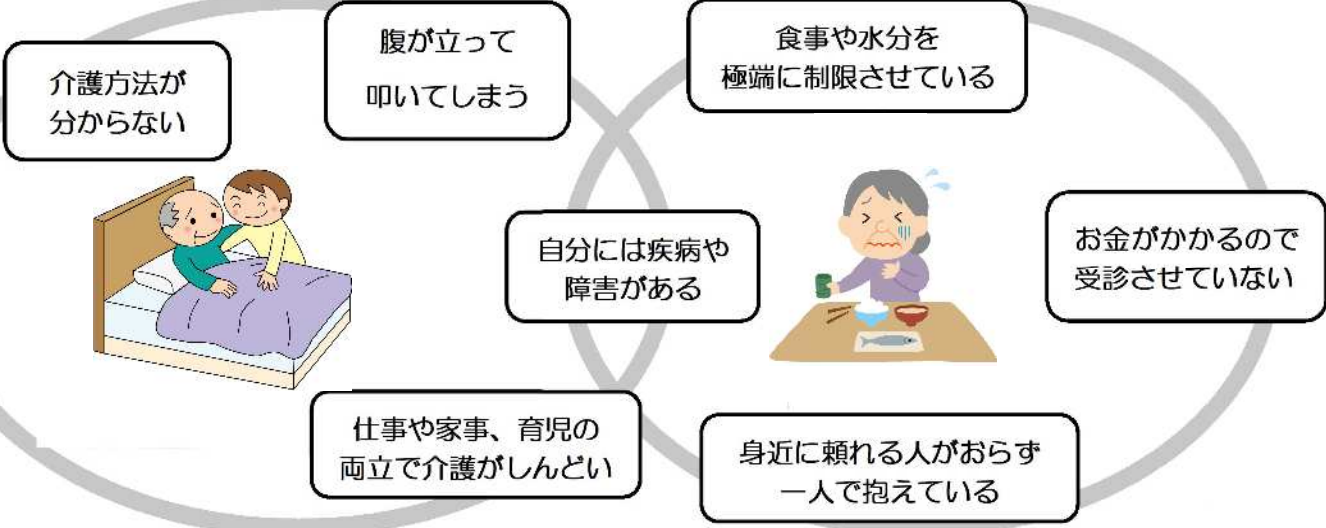 介護方法が
分からない
腹が立って
叩いてしまう
食事や水分を
極端に制限させている
自分には疾病や
障害がある
お金がかかるので
受診させていない
仕事や家事、育児の
両立で介護がしんどい
身近に頼れる人がおらず
一人で抱えている